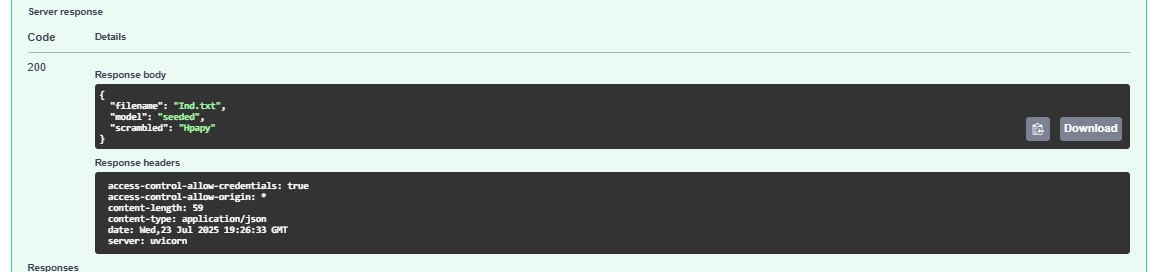 Server response
Code Details
200
Response body
{
"filename": "Ind.txt",
"model": "seeded",
"scrambled": "Hpapy"
}
Download
Response headers
access-control-allow-credentials: true
access-control-allow-origin: *
content-length: 59
content-type: application/json
date: Wed,23 Jul 2025 19:26:33 GMT
server: uvicorn
Responses